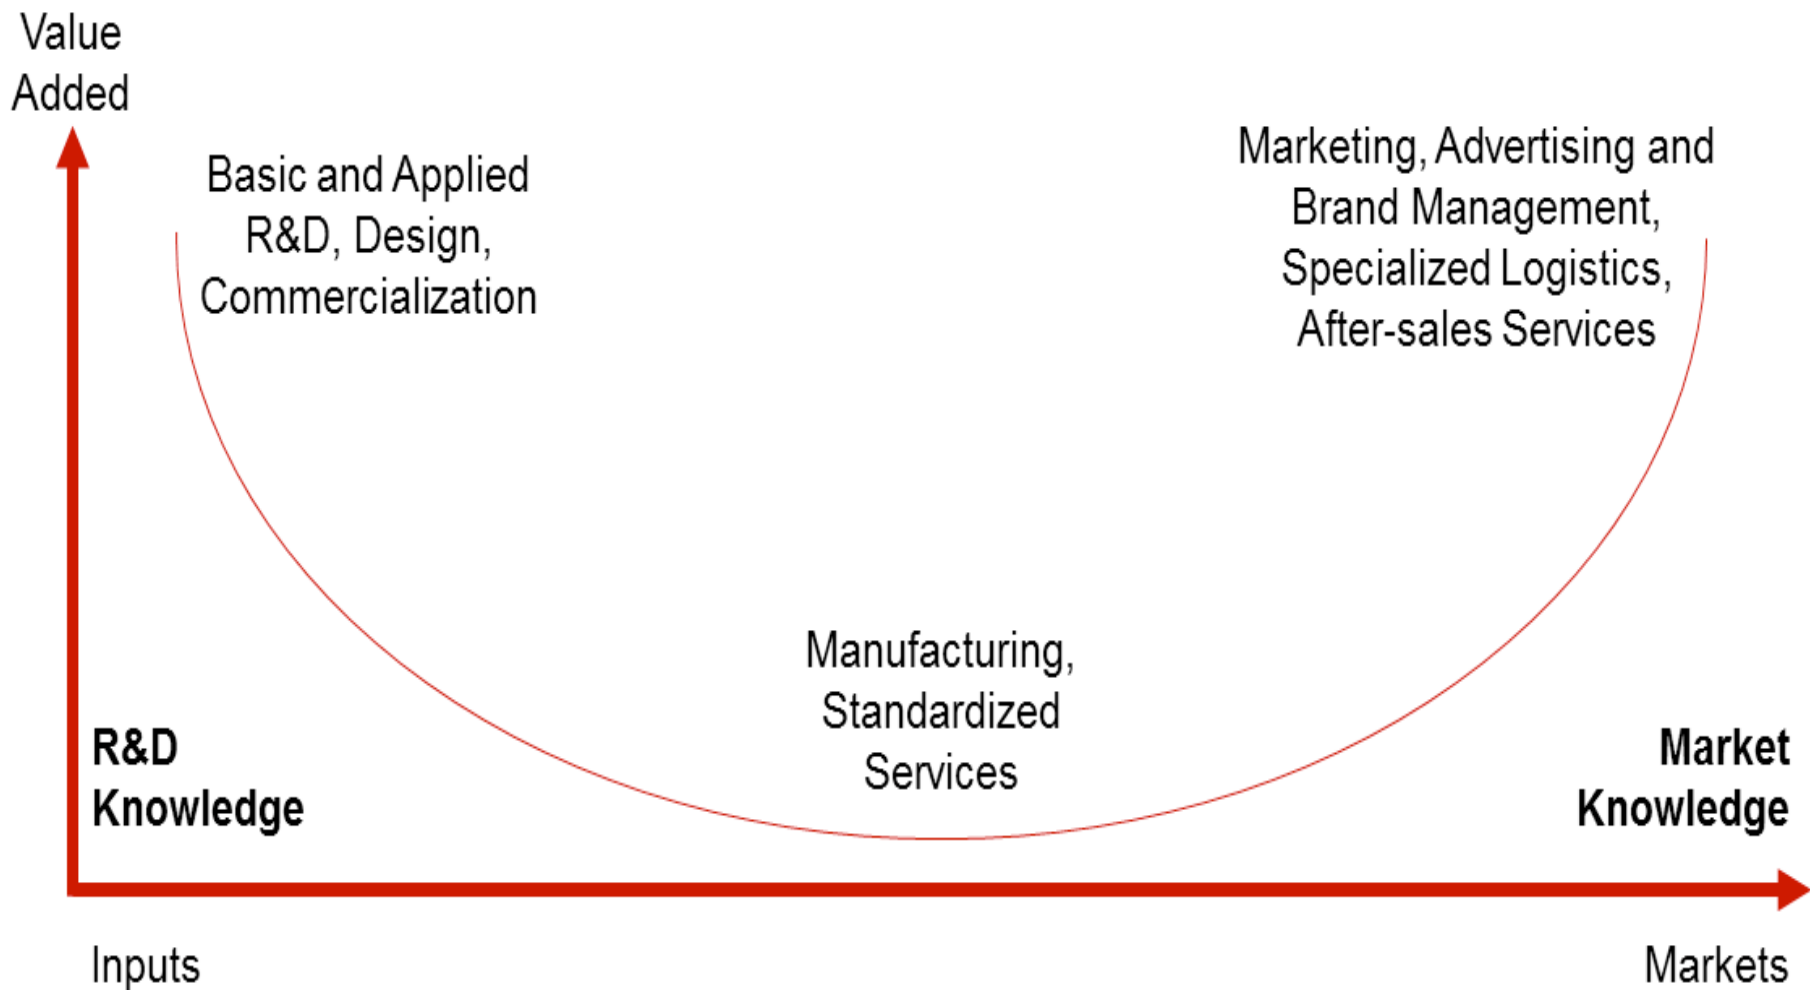 Value
Added
Basic and Applied
R&D, Design,
Commercialization
Marketing, Advertising and
Brand Management,
Specialized Logistics,
After-sales Services
Manufacturing,
Standardized
Services
R&D
Knowledge
Market
Knowledge
Inputs
Markets